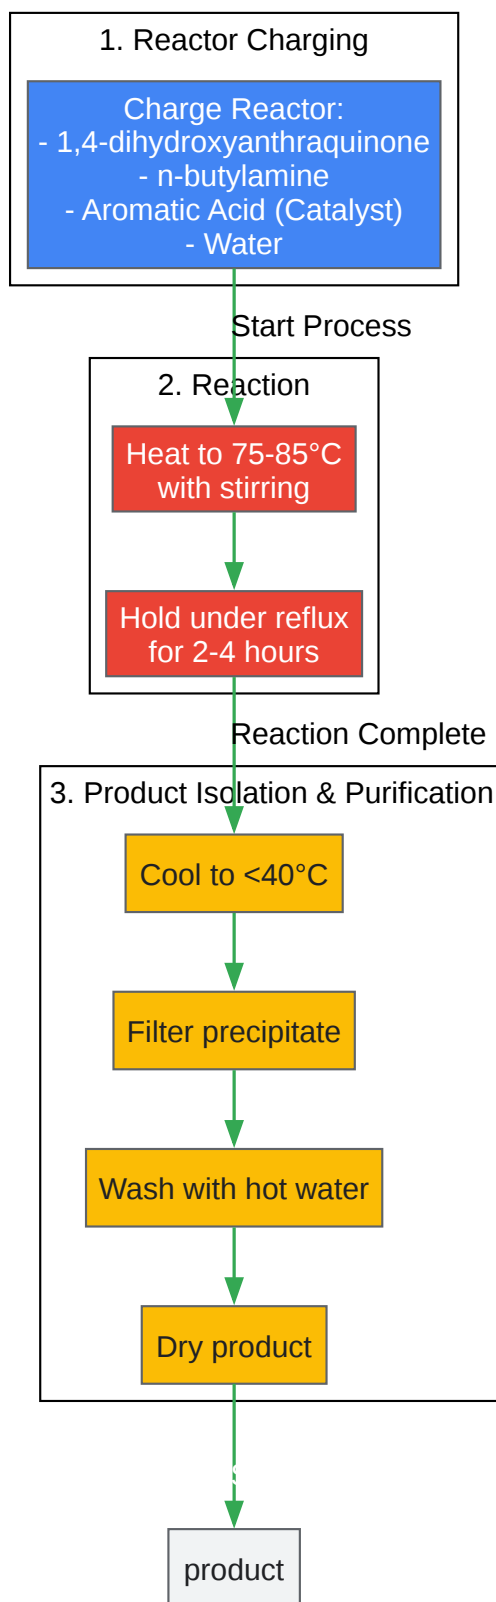 1. Reactor Charging
Charge Reactor:
- 1,4-dihydroxyanthraquinone
- n-butylamine
- Aromatic Acid (Catalyst)
- Water
Start Process
2. Reaction
Heat to 75-85°C
with stirring
Hold under reflux
for 2-4 hours
Reaction Complete
3. Product Isolation & Purification
Cool to <40°C
Filter precipitate
Wash with hot water
Dry product
product